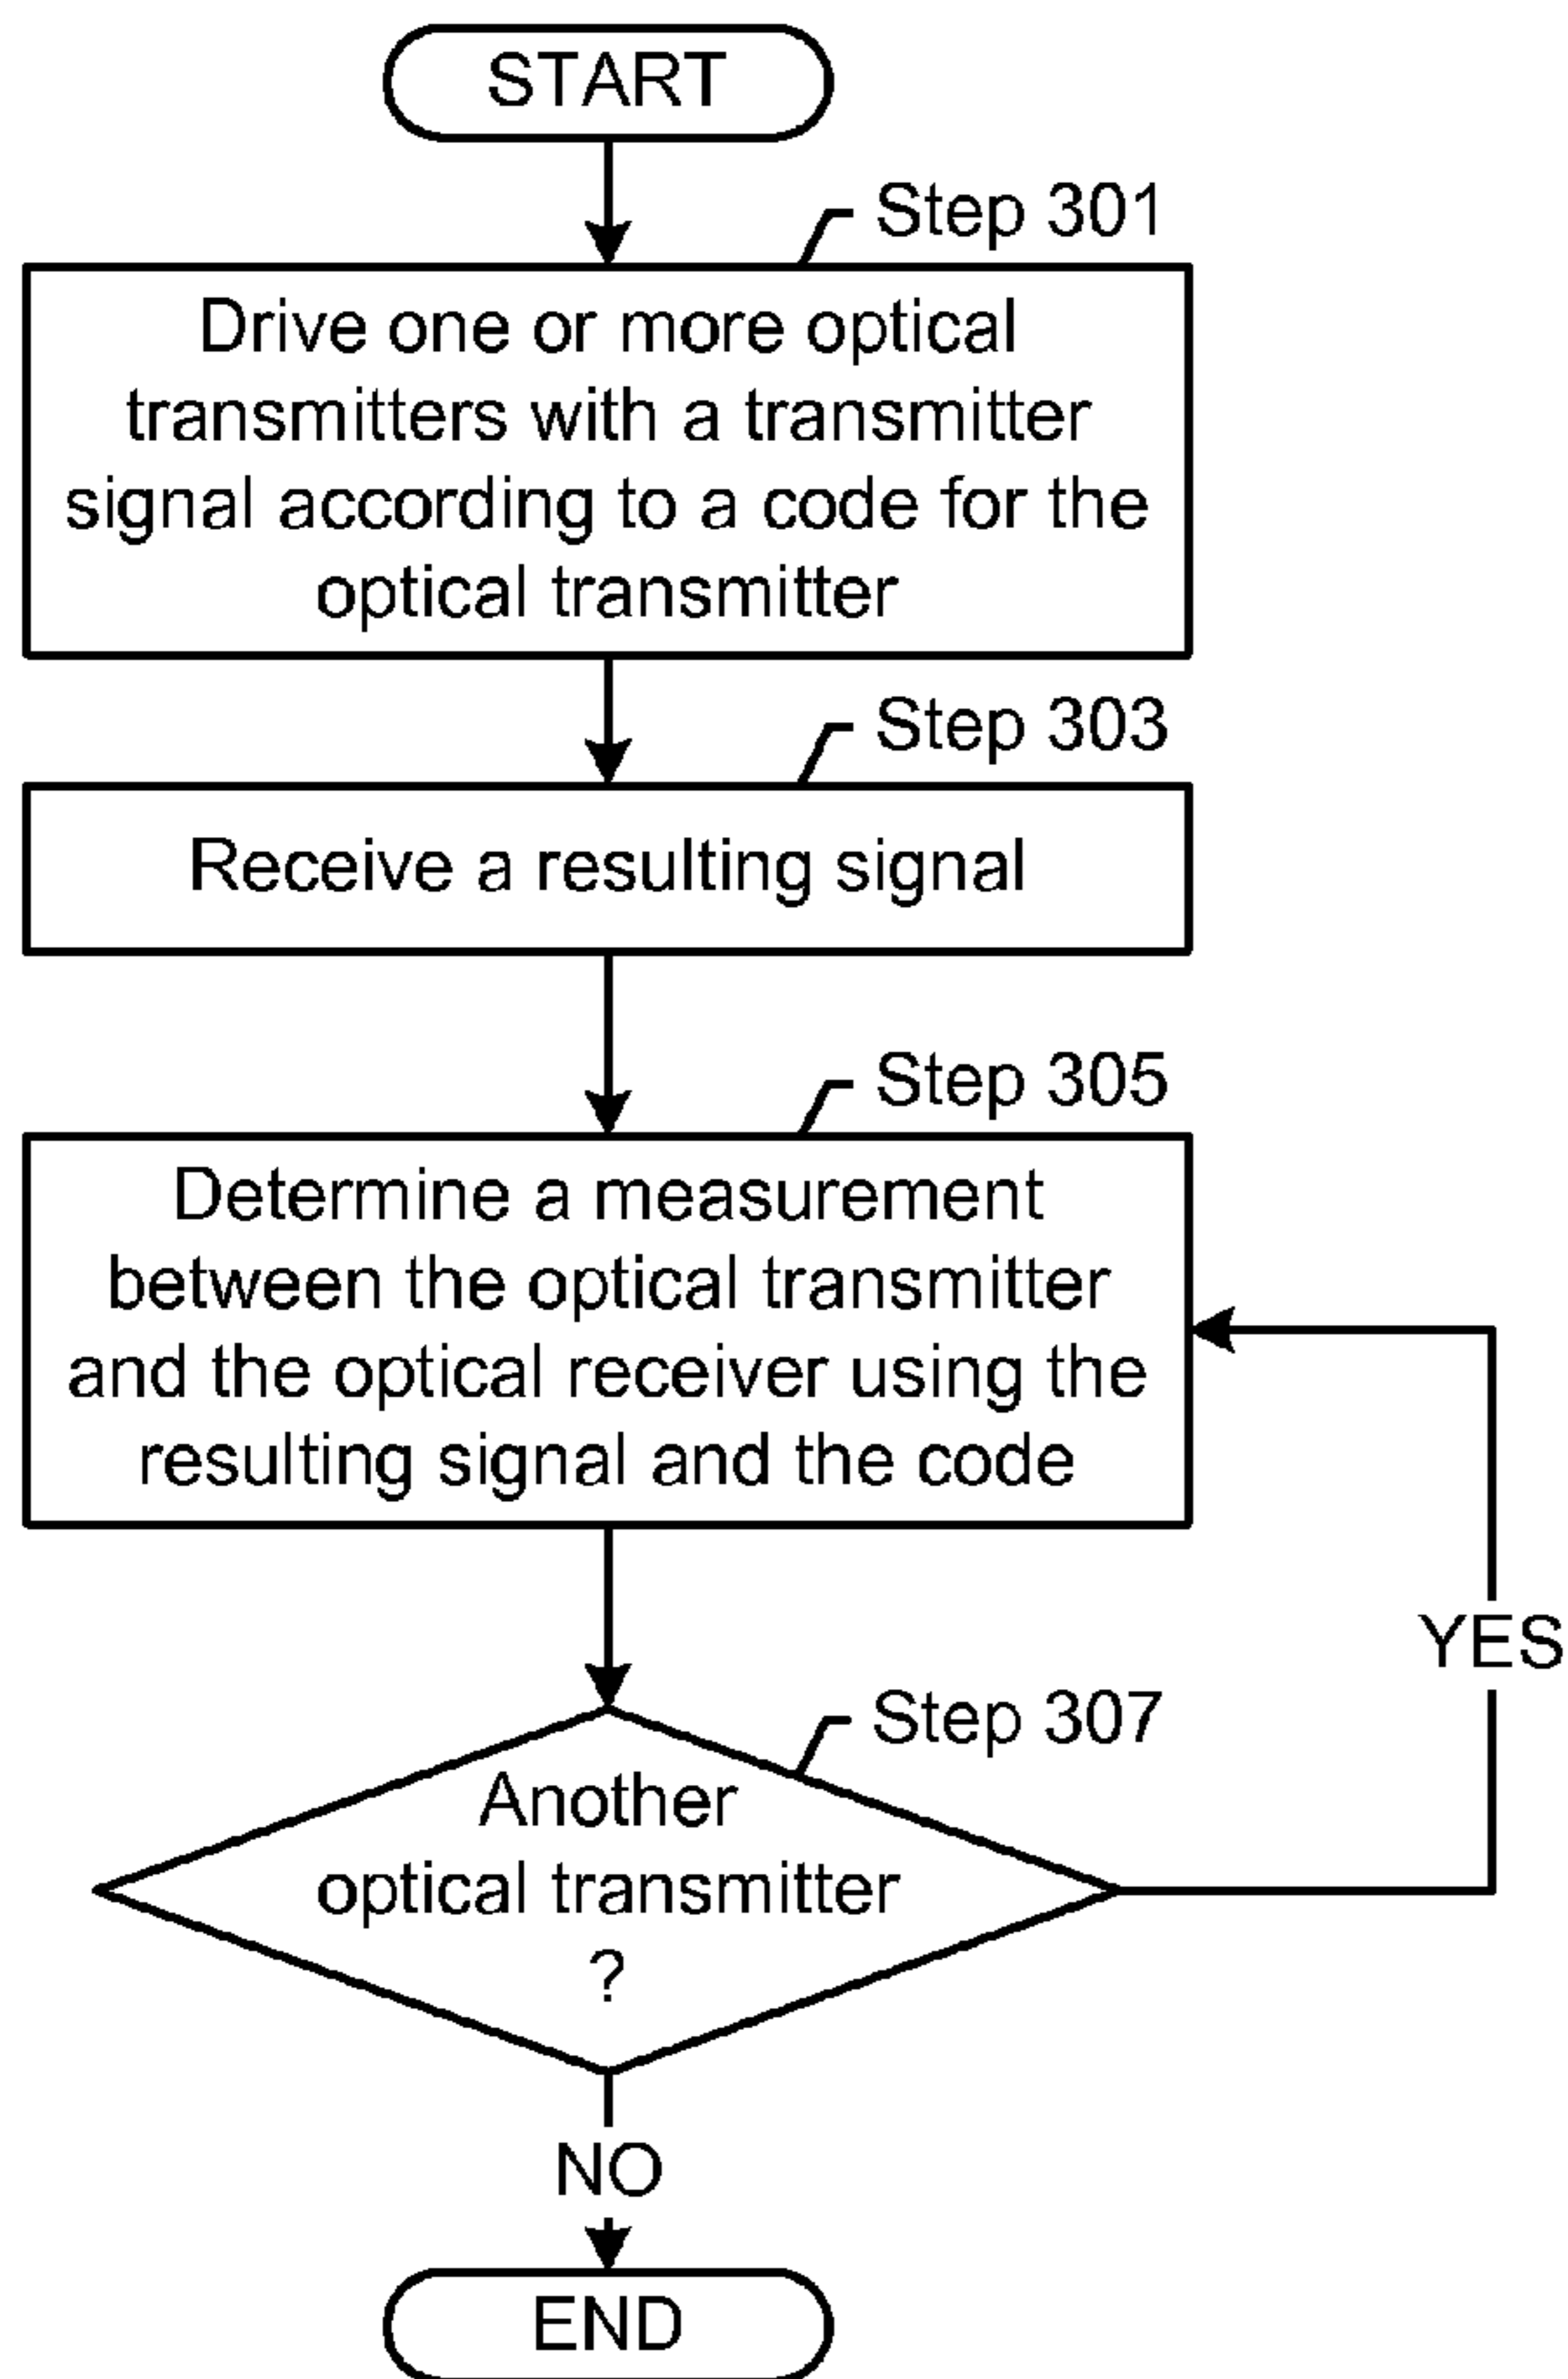 START
Step 301
Drive one or more optical
transmitters with a transmitter
signal according to a code for the
optical transmitter
Step 303
Receive a resulting signal
Step 305
Determine a measurement
between the optical transmitter
and the optical receiver using the
resulting signal and the code
YES
Step 307
Another
optical transmitter
?
NO
END